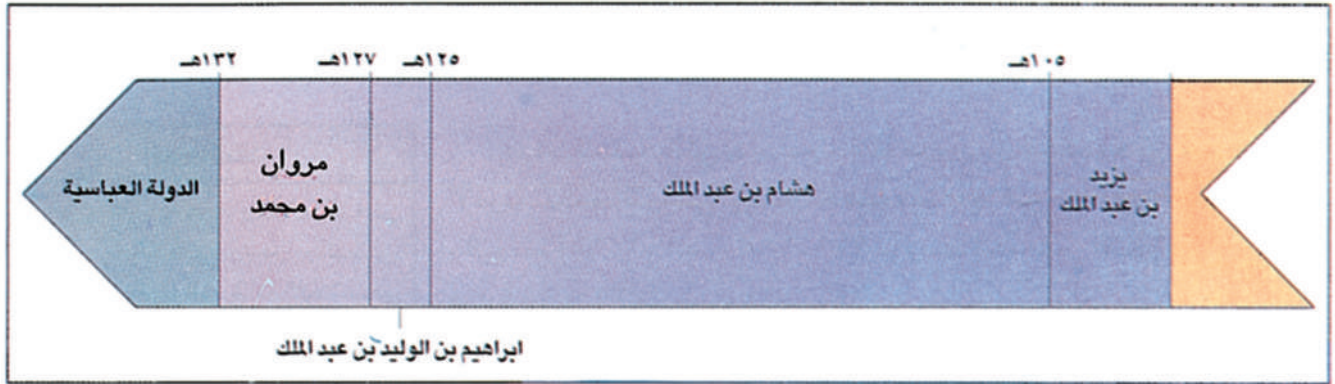 ١٠٥هـ
١٢٥هـ
١٢٧هـ
١٣٢هـ
يزيد
بن عبد الملك
هشام بن عبد الملك
مروان
بن محمد
الدولة العباسية
ابراهيم بن الوليد بن عبد الملك